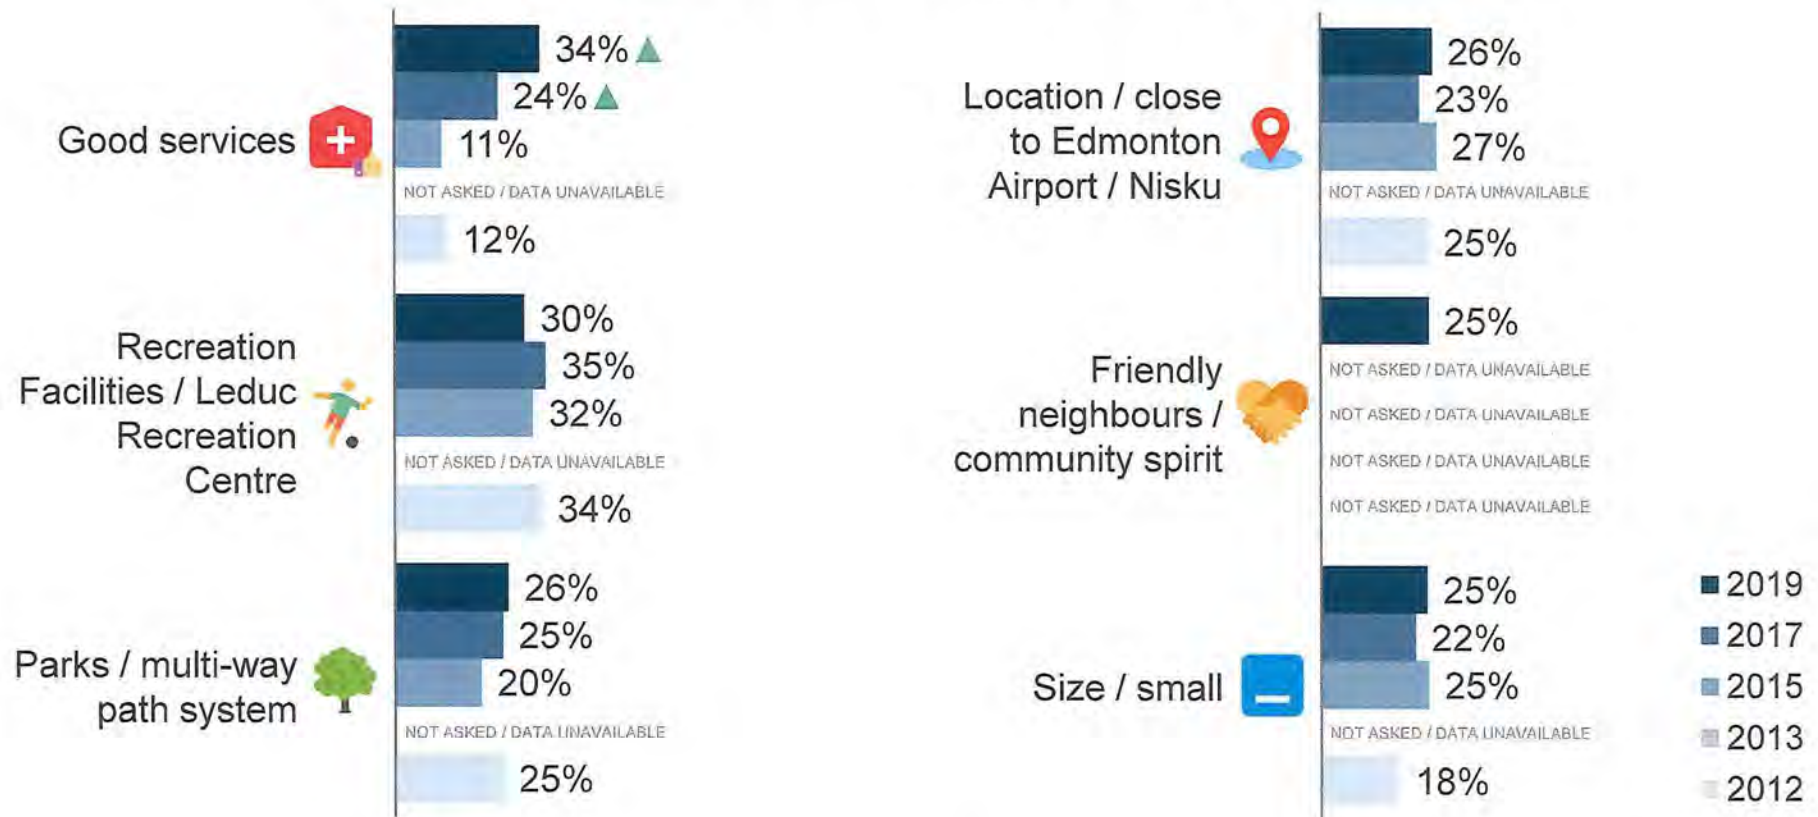 34%
24%
Good services
11%
NOT ASKED / DATA UNAVAILABLE
12%
Recreation
Facilities / Leduc
Recreation
Centre
30%
35%
32%
NOT ASKED / DATA UNAVAILABLE
34%
Parks / multi-way
path system
26%
25%
20%
NOT ASKED / DATA UNAVAILABLE
25%
Location / close
to Edmonton
Airport / Nisku
26%
23%
27%
NOT ASKED / DATA UNAVAILABLE
25%
Friendly
neighbours /
community spirit
25%
NOT ASKED / DATA UNAVAILABLE
NOT ASKED / DATA UNAVAILABLE
NOT ASKED / DATA UNAVAILABLE
NOT ASKED / DATA UNAVAILABLE
Size / small
25%
22%
25%
NOT ASKED / DATA UNAVAILABLE
18%
2019
2017
2015
2013
2012